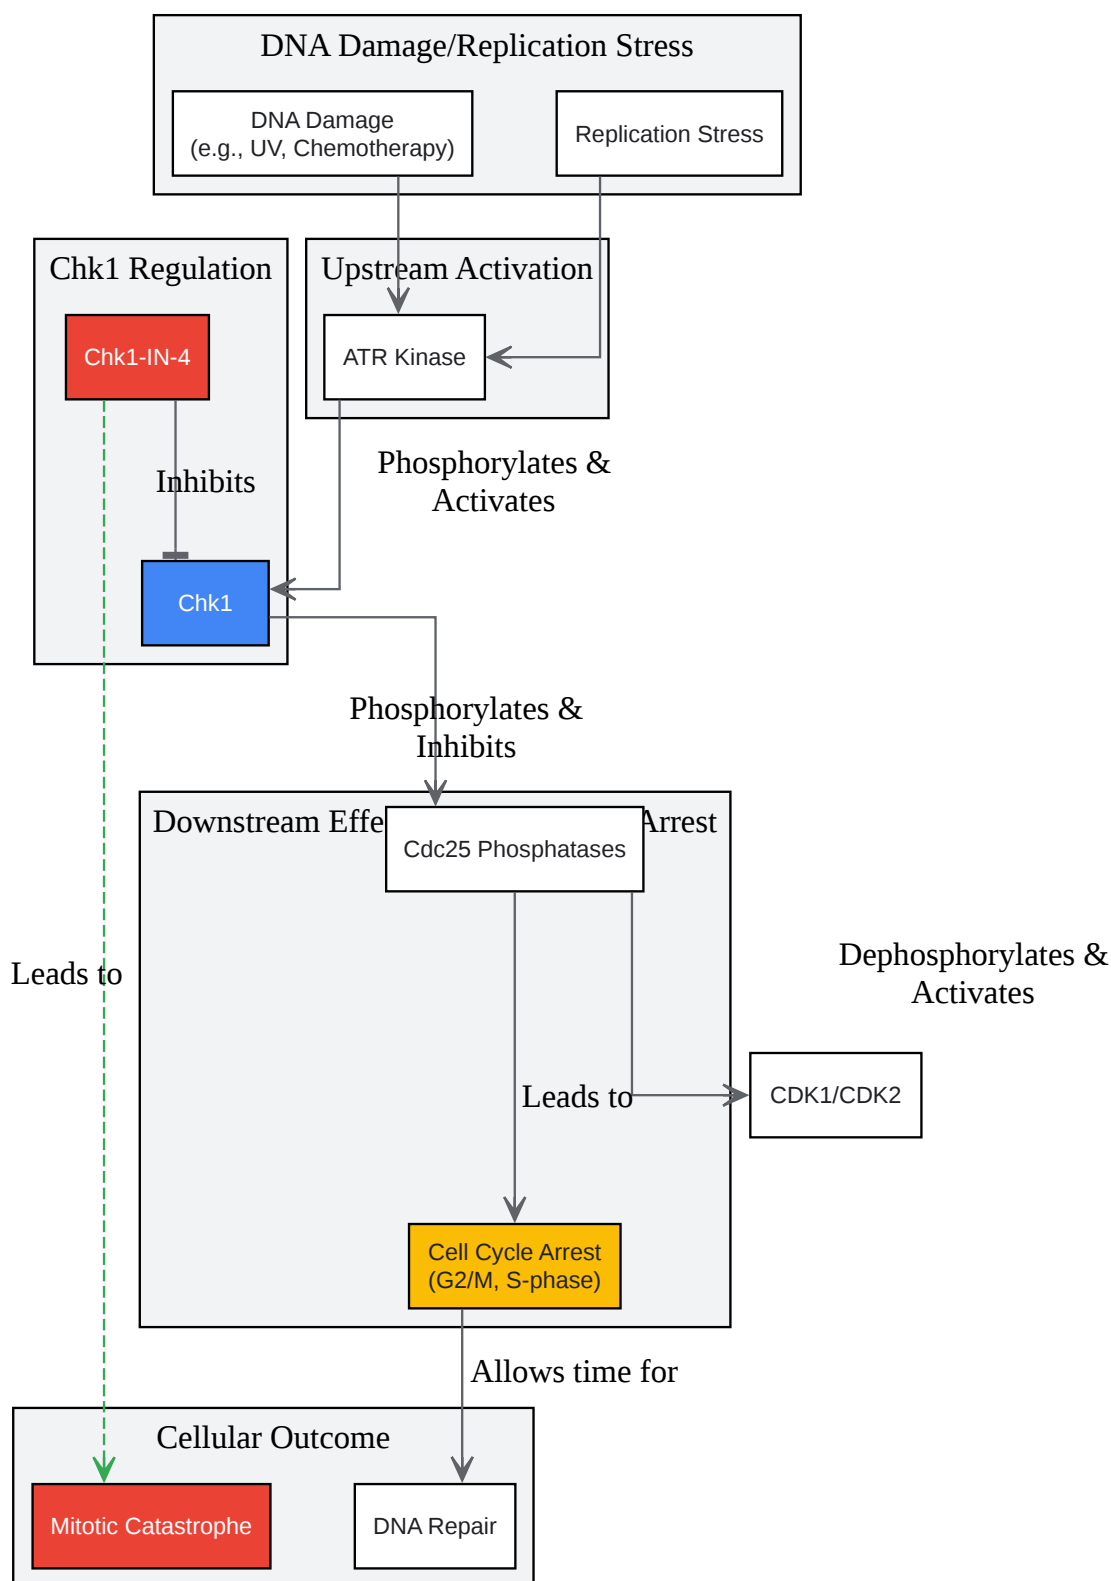 DNA Damage/Replication Stress
DNA Damage
(e.g., UV, Chemotherapy)
Replication Stress
Chk1 Regulation
Upstream Activation
Chk1-IN-4
ATR Kinase
Inhibits
Phosphorylates &
Activates
Chk1
Phosphorylates &
Inhibits
Downstream Arrest
Cdc25 Phosphatases
Leads to
Dephosphorylates &
Activates
Leads to
CDK1/CDK2
Cell Cycle Arrest
(G2/M, S-phase)
Allows time for
Cellular Outcome
Mitotic Catastrophe
DNA Repair